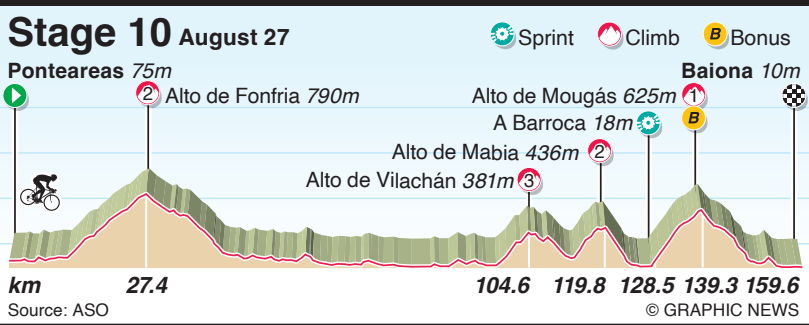 Stage 10 August 27
Sprint Climb B Bonus
Ponteareas 75m
Baiona 10m
2 Alto de Fonfria 790m
Alto de Mougás 625m 1
A Barroca 18m B
Alto de Mabia 436m 2
Alto de Vilachán 381m 3
km 27.4 104.6 119.8 128.5 139.3 159.6
Source: ASO
© GRAPHIC NEWS